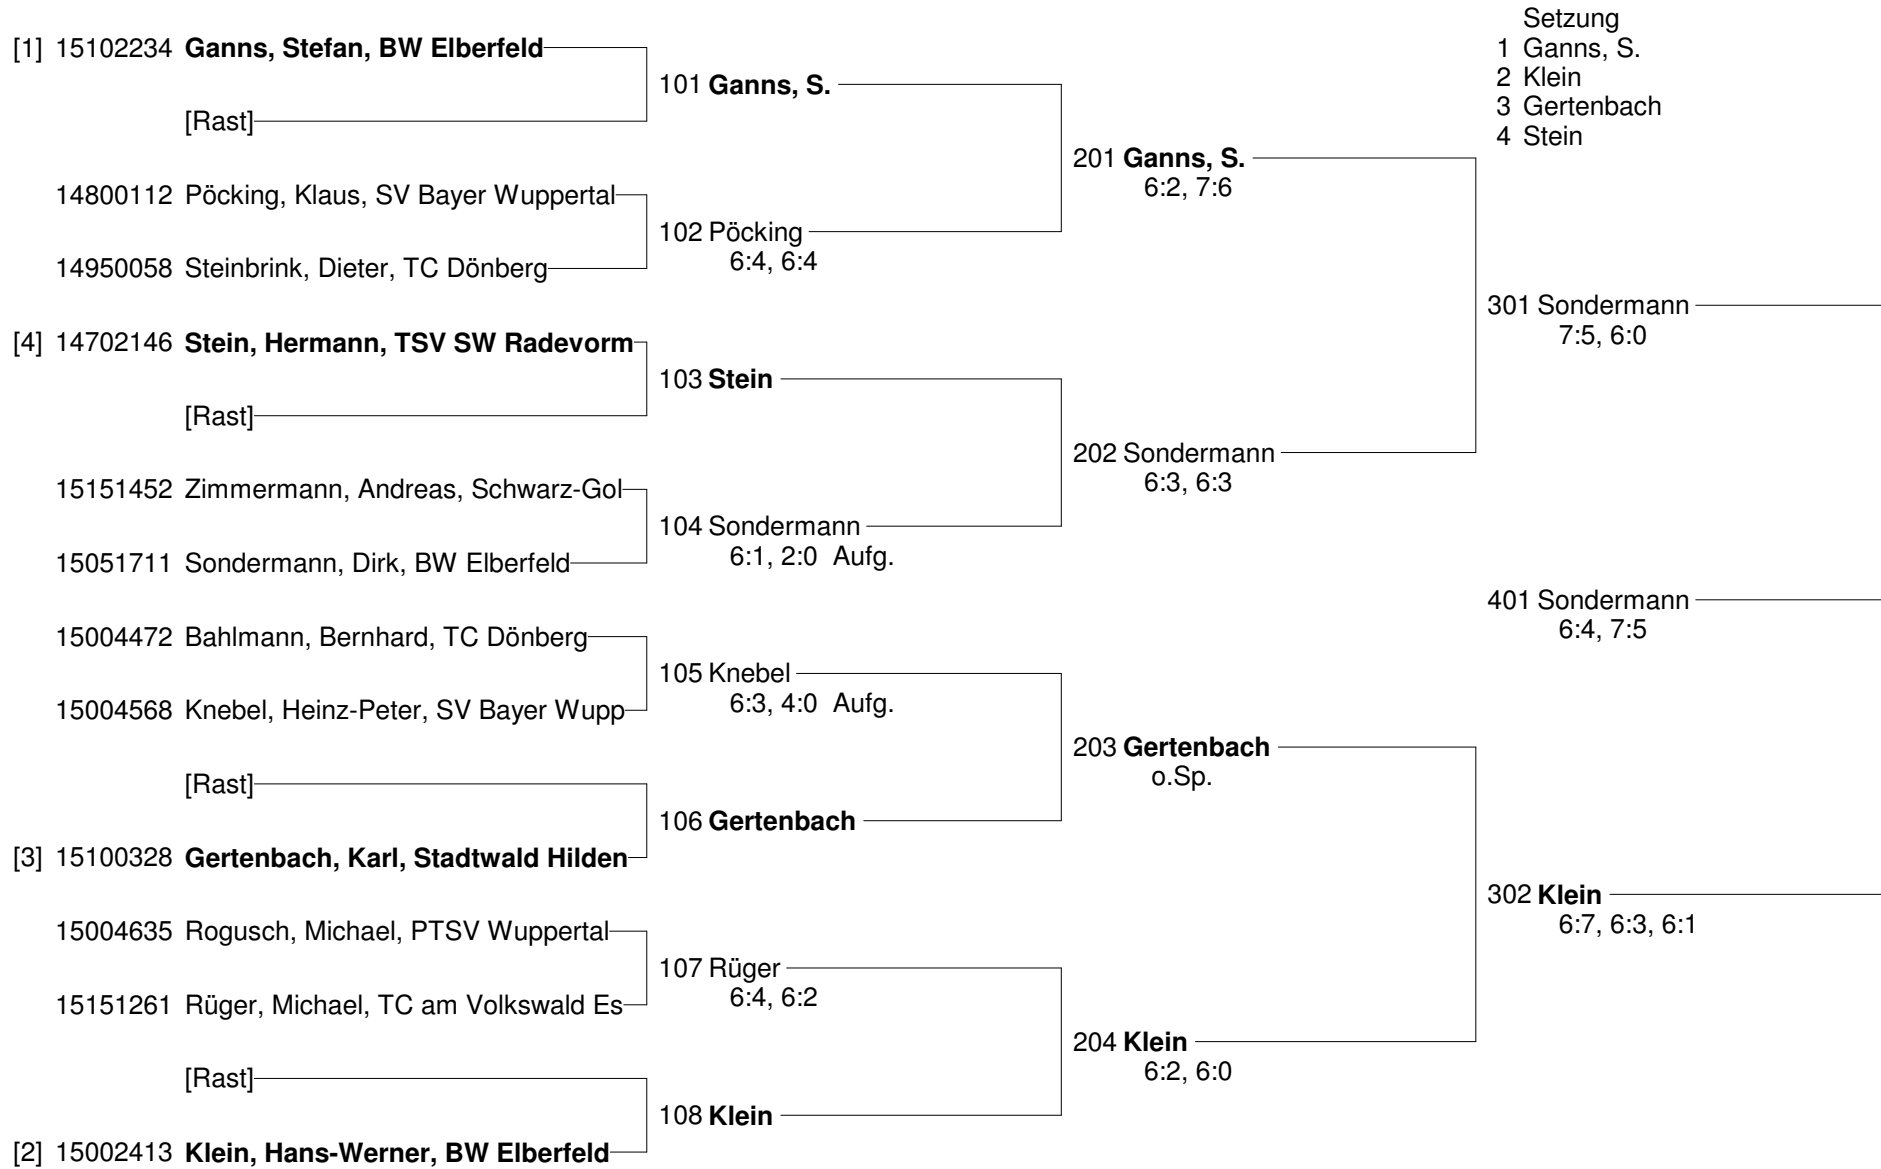 Setzung
1 Ganns, S.
2 Klein
3 Gertenbach
4 Stein
[1] 15102234 Ganns, Stefan, BW Elberfeld
[Rast]
14800112 Pöcking, Klaus, SV Bayer Wuppertal
14950058 Steinbrink, Dieter, TC Dönberg
[4] 14702146 Stein, Hermann, TSV SW Radevorm
[Rast]
15151452 Zimmermann, Andreas, Schwarz-Gol
15051711 Sondermann, Dirk, BW Elberfeld
15004472 Bahlmann, Bernhard, TC Dönberg
15004568 Knebel, Heinz-Peter, SV Bayer Wupp
[Rast]
[3] 15100328 Gertenbach, Karl, Stadtwald Hilden
15004635 Rogusch, Michael, PTSV Wuppertal
15151261 Rüger, Michael, TC am Volkswald Es
[Rast]
[2] 15002413 Klein, Hans-Werner, BW Elberfeld
101 Ganns, S.
102 Pöcking
6:4, 6:4
103 Stein
104 Sondermann
6:1, 2:0 Aufg.
105 Knebel
6:3, 4:0 Aufg.
106 Gertenbach
107 Rüger
6:4, 6:2
108 Klein
201 Ganns, S.
6:2, 7:6
202 Sondermann
6:3, 6:3
203 Gertenbach
o.Sp.
204 Klein
6:2, 6:0
301 Sondermann
7:5, 6:0
401 Sondermann
6:4, 7:5
302 Klein
6:7, 6:3, 6:1